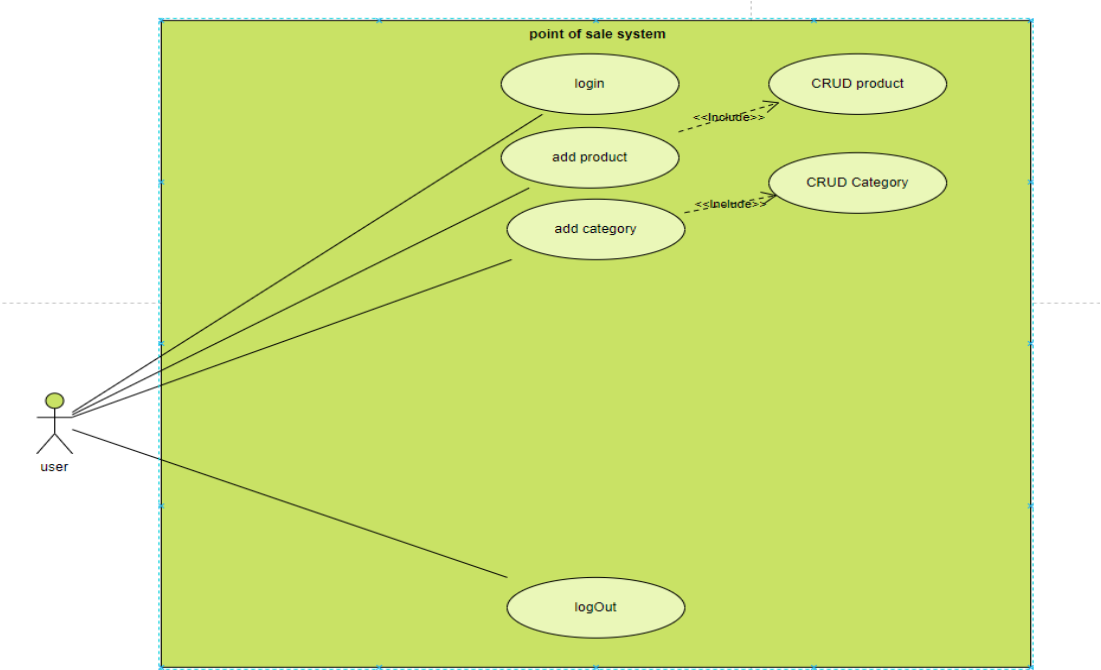 point of sale system
login
CRUD product
<<Include>>
add product
CRUD Category
<<Include>>
add category
user
logOut